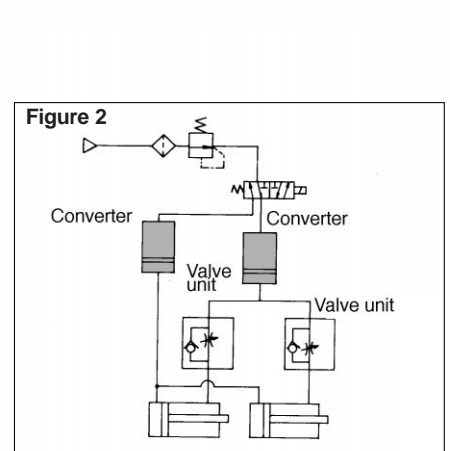 Figure 2
Converter
Converter
Valve
unit
Valve unit